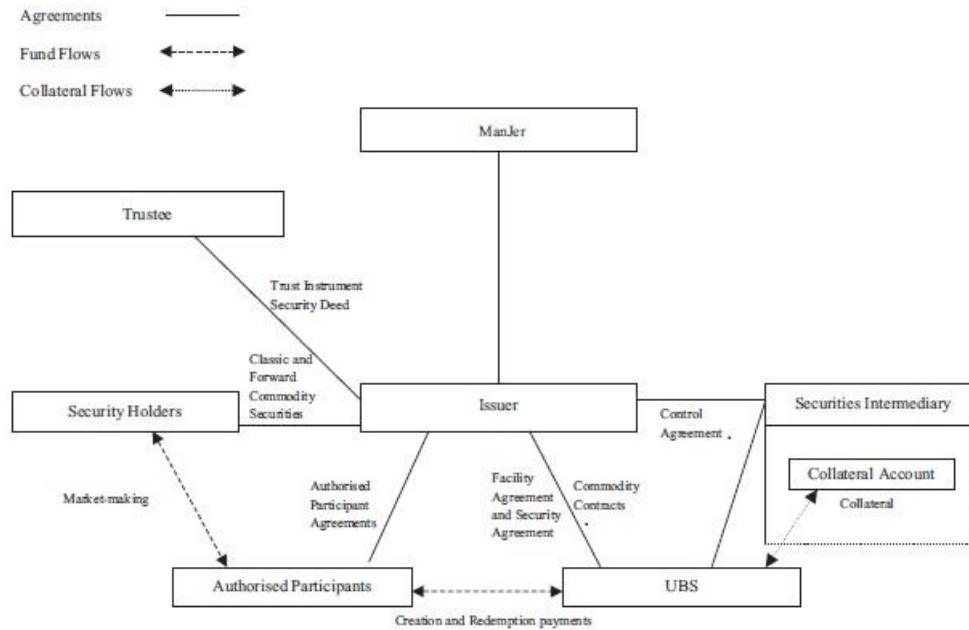 Agreements
Fund Flows
Collateral Flows
ManJer
Trustee
Trust Instrument
Security Deed
Classic and
Forward
Commodity
Securities
Security Holders
Issuer
Securities Intermediary
Control
Agreement
Collateral Account
Collateral
Market-making
Authorised
Participant
Agreements
Facility
Agreement
and Security
Agreement
Commodity
Contracts
Authorised Participants
UBS
Creation and Redemption payments